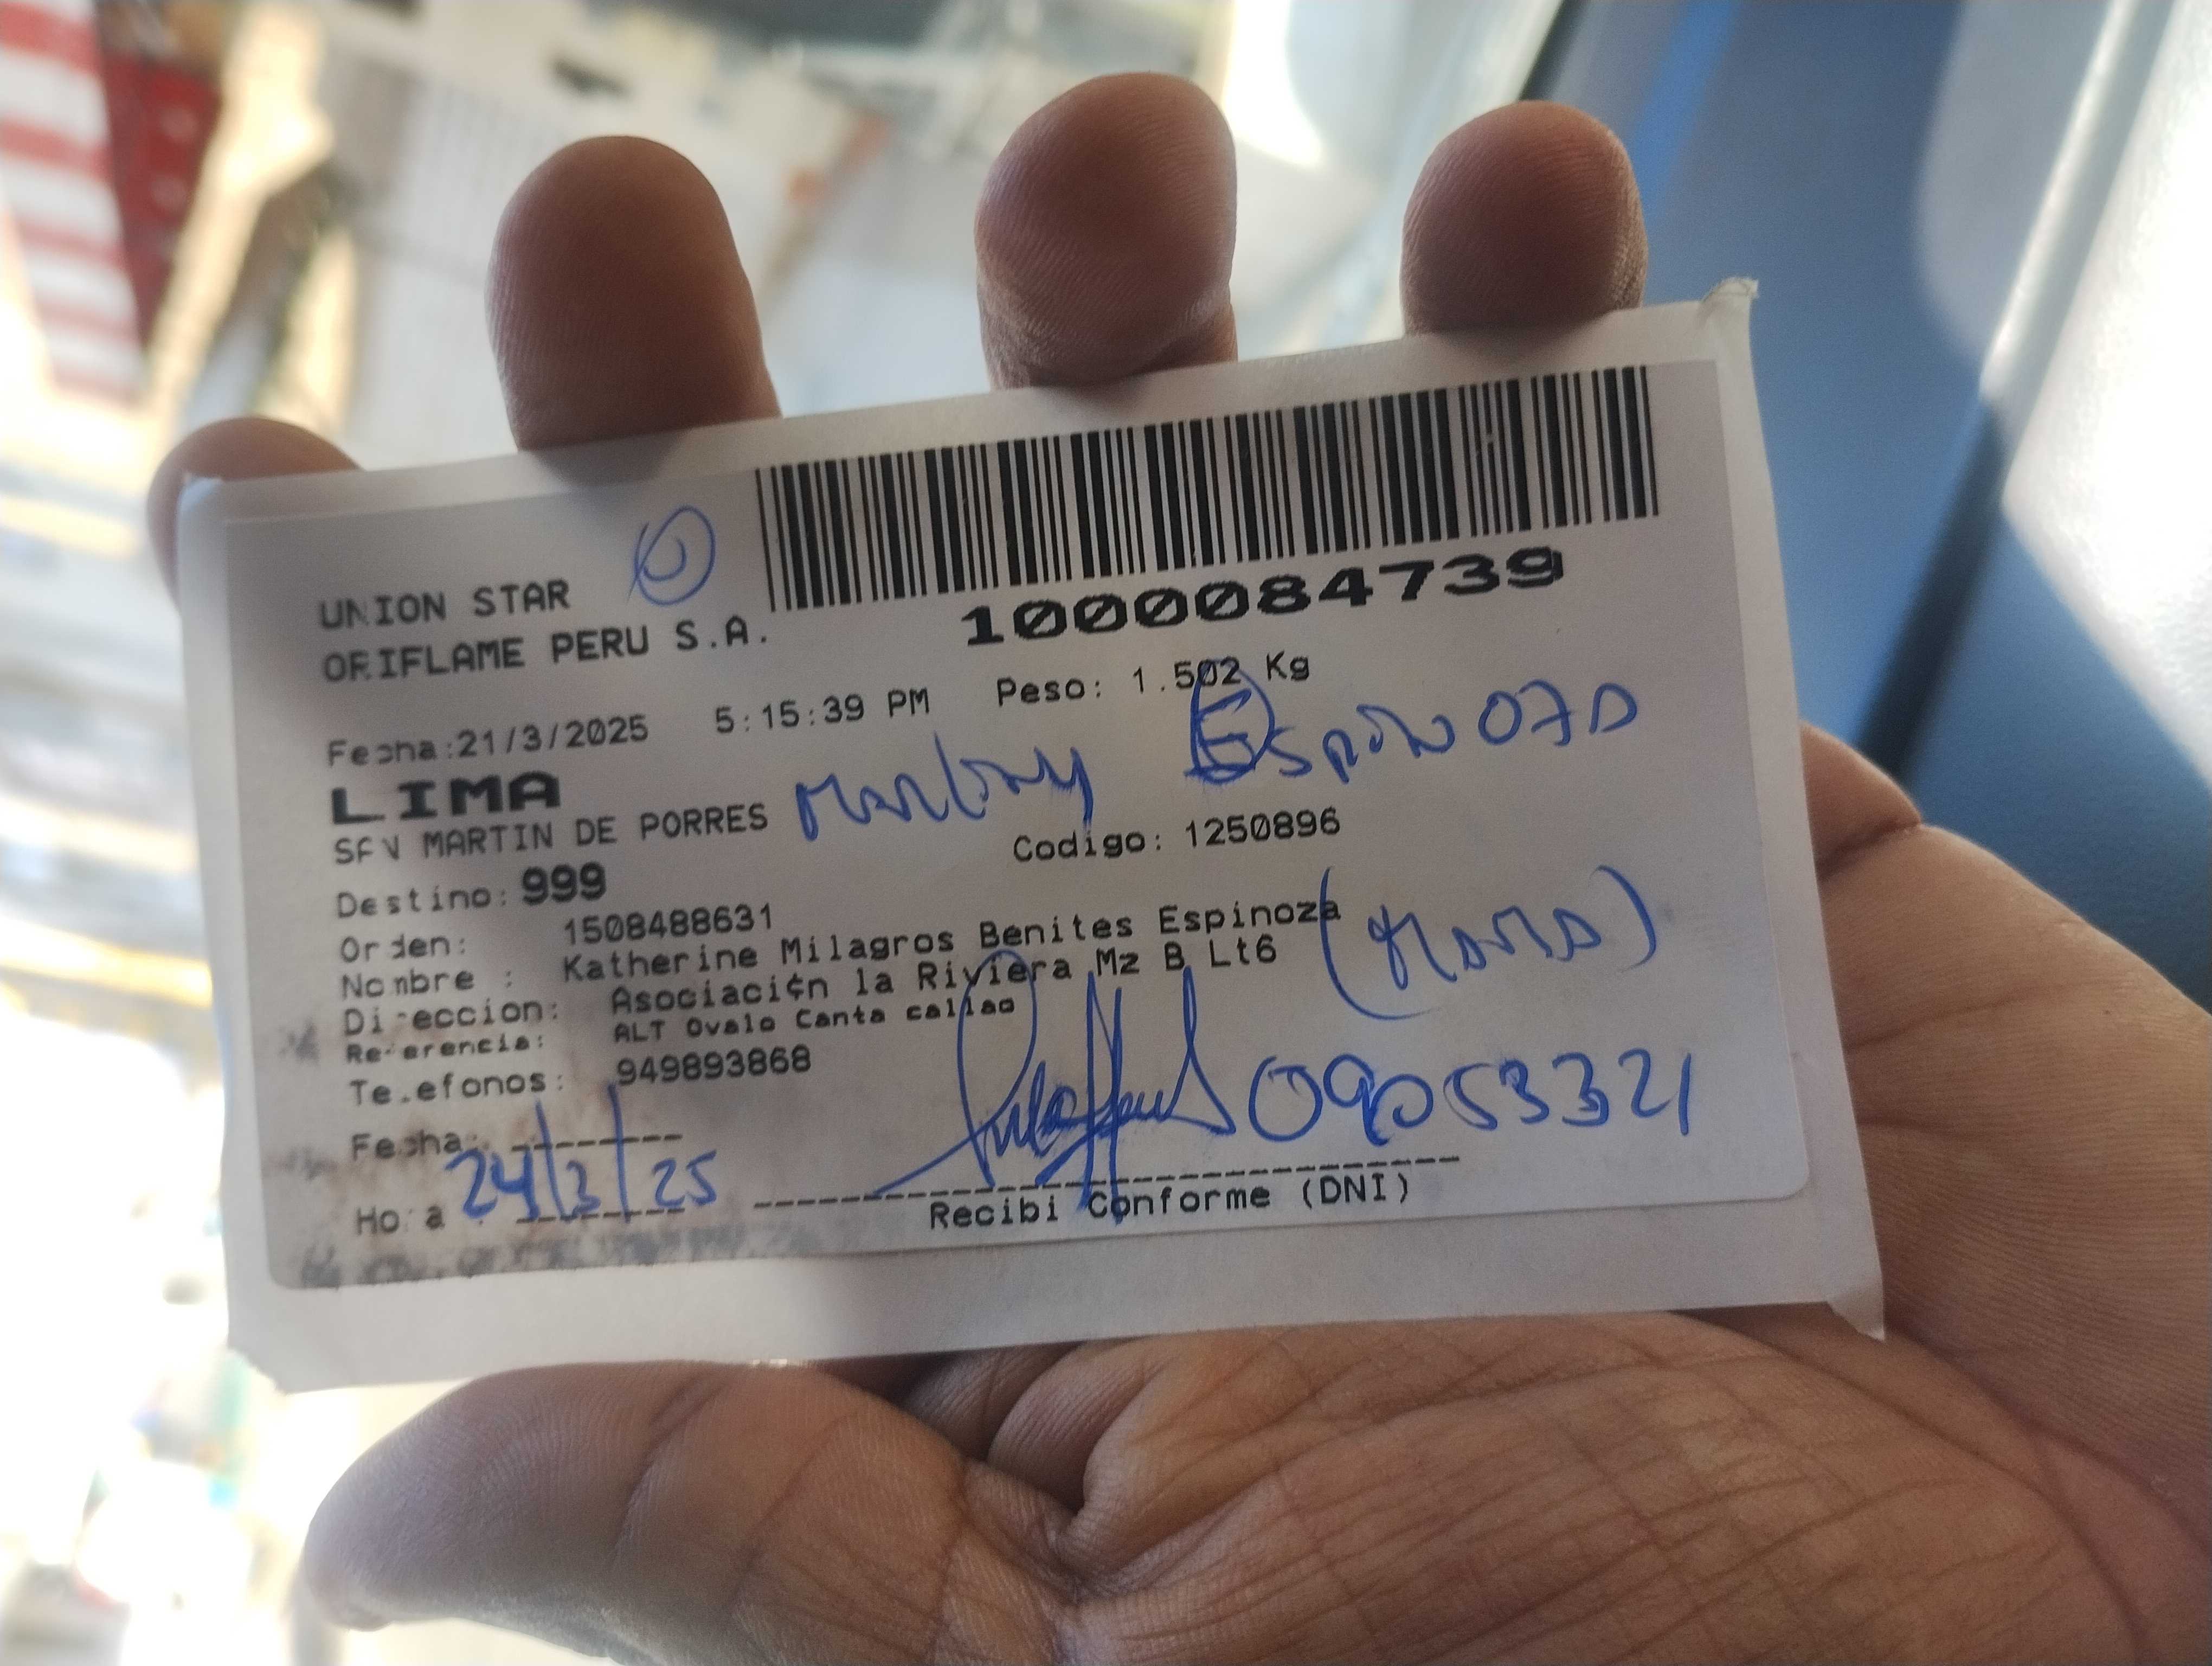 UNION STAR
ORIFLAME PERU S.A.
1000084739
Fecha:21/3/2025 5:15:39 PM Peso: 1.502 Kg
LIMA
Espinoza
SAN MARTIN DE PORRES
Codigo: 1250896
Destino: 999
Orden: 1508488631
Nombre : Katherine Milagros Benites Espinoza
Direccion: Asociaci¢n la Riviera Mz B Lt6
Referencia: ALT Ovalo Canta callao
Telefonos: 949893868
09053321
Fecha: 24/3/25
Hora :
Recibi Conforme (DNI)